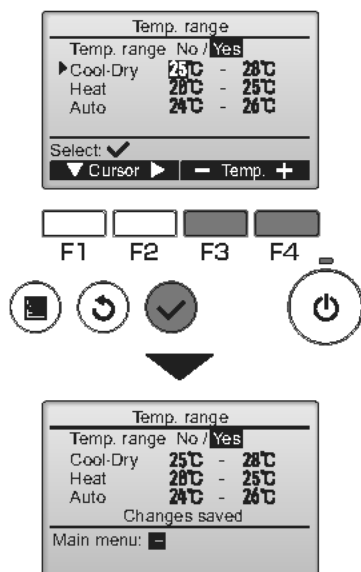 Temp. range
Temp. range No / Yes
▶Cool-Dry 25℃ - 28℃
Heat 20℃ - 25℃
Auto 24℃ - 26℃
Select: ✔
▼ Cursor ▶ − Temp. +
F1 F2 F3 F4
Temp. range
Temp. range No / Yes
Cool-Dry 25℃ - 28℃
Heat 20℃ - 25℃
Auto 24℃ - 26℃
Changes saved
Main menu: